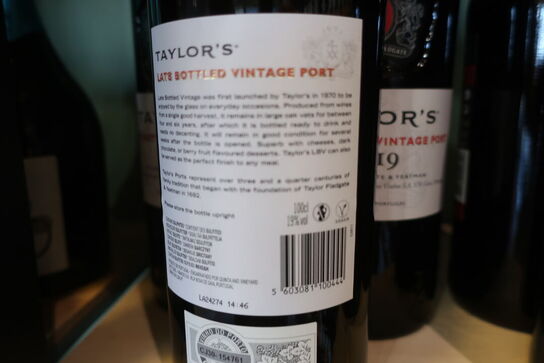 TAYLOR'S
LATE BOTTLED VINTAGE PORT
Late Bottled Vintage was first launched by Taylor's in 1970 to be
enjoyed by the glass on everyday occasions. Produced from wines
from a single good harvest, it remains in large oak vats for between
four and six years, after which it is bottled ready to drink and
needs no decanting. It will remain in good condition for several
weeks after the bottle is opened. Superb with cheeses, dark
chocolate, or berry fruit flavoured desserts. Taylor's LBV can also
be served as the perfect finish to any meal.
Taylor's Ports represent over three and a quarter centuries of
family tradition that began with the foundation of Taylor Fladgate
& Yeatman in 1692.
Please store the bottle upright
100cl
19% vol
VEGAN
5 603081 100444
LA24274 14:46
VINHO DO PORTO
OR'S
VINTAGE PORT
19
& YEATMAN